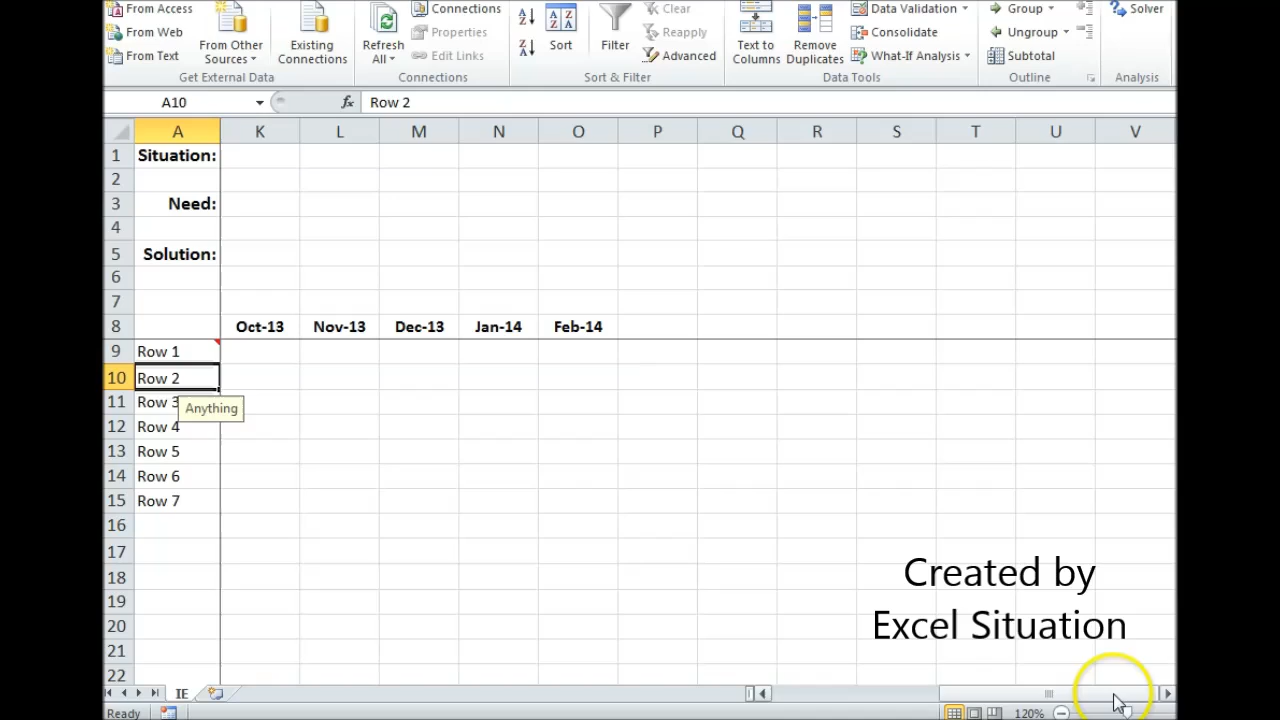 From Access
From Web
From Text
From Other Sources
Existing Connections
Get External Data
Refresh All
Connections
Properties
Edit Links
Connections
Sort
Filter
Clear
Reapply
Advanced
Sort & Filter
Text to Columns
Remove Duplicates
Data Validation
Consolidate
What-If Analysis
Data Tools
Group
Ungroup
Subtotal
Outline
Solver
Analysis
A10 fx Row 2
A K L M N O P Q R S T U V
1 Situation:
2
3 Need:
4
5 Solution:
6
7
8 Oct-13 Nov-13 Dec-13 Jan-14 Feb-14
9 Row 1
10 Row 2
11 Row 3
Anything
12 Row 4
13 Row 5
14 Row 6
15 Row 7
16
17
18
19
20
21
22
Created by
Excel Situation
IE
Ready 120%